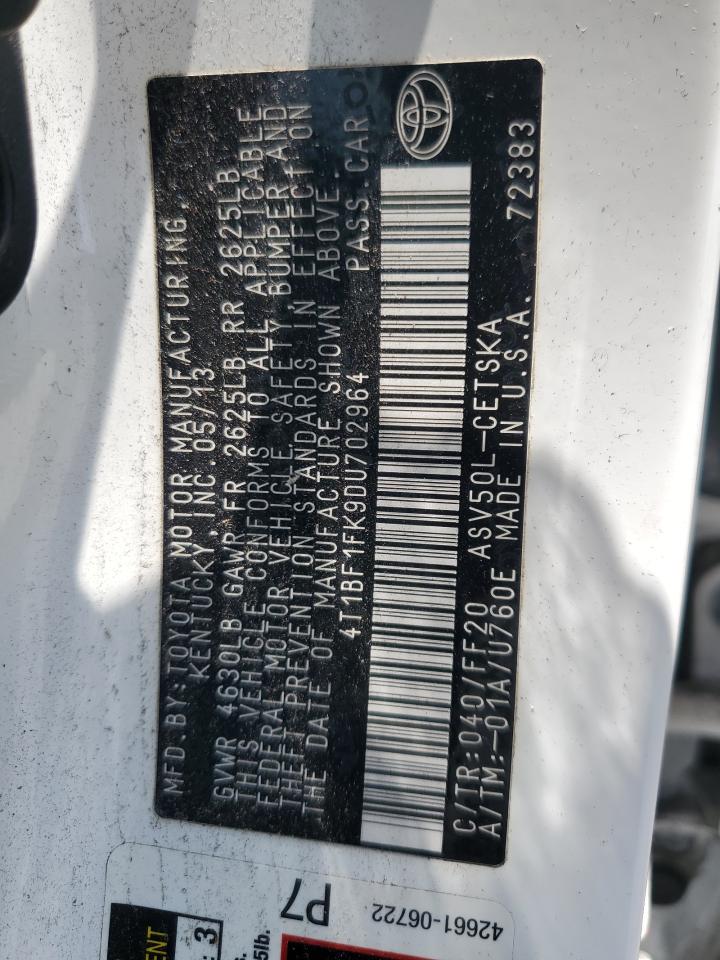 MFD.BY:TOYOTA MOTOR MANUFACTURING,
KENTUCKY,INC.05/13
GVWR 4630LB GAWR FR 2625LB RR 2625LB
THIS VEHICLE CONFORMS TO ALL APPLICABLE
FEDERAL MOTOR VEHICLE SAFETY, BUMPER,AND
THEFT PREVENTION STANDARDS IN EFFECT ON
THE DATE OF MANUFACTURE SHOWN ABOVE.
4T1BF1FK9DU702964 PASS.CAR
C/TR:040/FF20 ASV50L-CETSKA
A/TM:-01A/U760E MADE IN U.S.A. 72383
P7
42661-06722
ENT
: 3
s.
5lb.